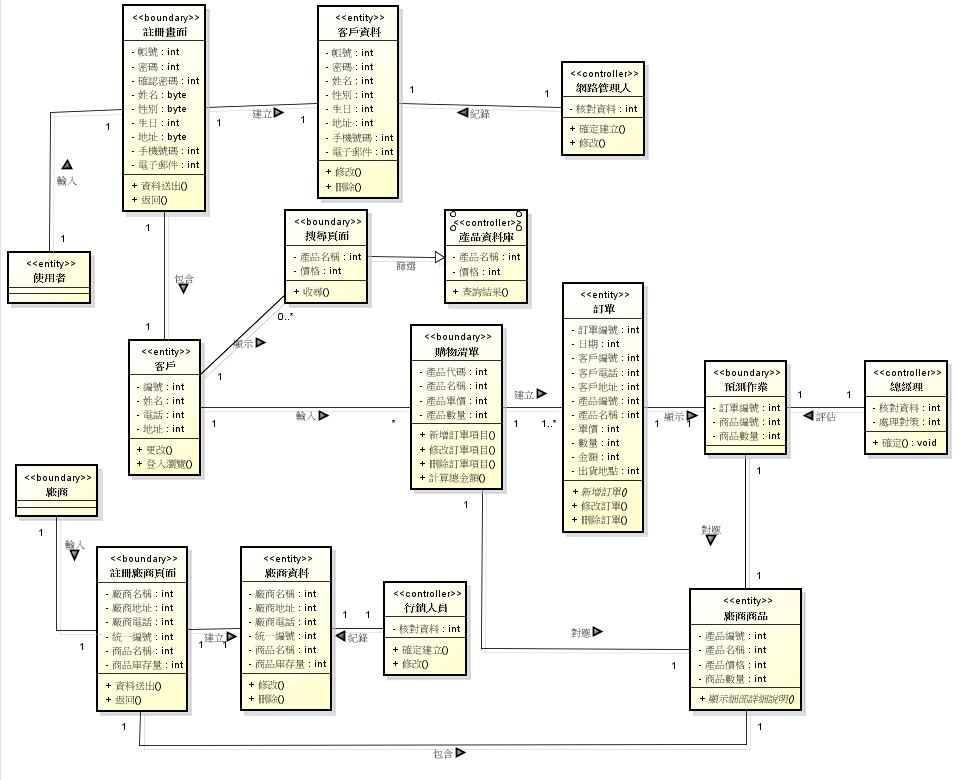 <<boundary>>
註冊畫面
- 帳號 : int
- 密碼 : int
- 確認密碼 : int
- 姓名 : byte
- 性別 : byte
- 生日 : int
- 地址 : byte
- 手機號碼 : int
- 電子郵件 : int
+ 資料送出()
+ 返回()
<<entity>>
客戶資料
- 帳號 : int
- 密碼 : int
- 姓名 : int
- 性別 : int
- 生日 : int
- 地址 : int
- 手機號碼 : int
- 電子郵件 : int
+ 修改()
+ 刪除()
<<controller>>
網路管理人
- 核對資料 : int
+ 確定建立()
+ 修改()
1
1
建立
1
1
1
紀錄
輸入
1
<<entity>>
使用者
1
包含
1
<<boundary>>
搜尋頁面
- 產品名稱 : int
- 價格 : int
+ 收尋()
篩選
<<controller>>
產品資料庫
- 產品名稱 : int
- 價格 : int
+ 查詢結果()
0..*
顯示
1
<<entity>>
客戶
- 編號 : int
- 姓名 : int
- 電話 : int
- 地址 : int
+ 更改()
+ 登入瀏覽()
1
輸入
*
<<boundary>>
購物清單
- 產品代碼 : int
- 產品名稱 : int
- 產品單價 : int
- 產品數量 : int
+ 新增訂單項目()
+ 修改訂單項目()
+ 刪除訂單項目()
+ 計算總金額()
建立
1
1..*
<<entity>>
訂單
- 訂單編號 : int
- 日期 : int
- 客戶編號 : int
- 客戶電話 : int
- 客戶地址 : int
- 產品編號 : int
- 產品名稱 : int
- 單價 : int
- 數量 : int
- 金額 : int
- 出貨地點 : int
+ 新增訂單()
+ 修改訂單()
+ 刪除訂單()
顯示
1
1
<<boundary>>
預測作業
- 訂單編號 : int
- 商品編號 : int
- 商品數量 : int
1
1
評估
<<controller>>
總經理
- 核對資料 : int
- 處理對策 : int
+ 確定() : void
1
對應
1
<<boundary>>
廠商
1
輸入
1
<<boundary>>
註冊廠商頁面
- 廠商名稱 : int
- 廠商地址 : int
- 廠商電話 : int
- 統一編號 : int
- 商品名稱 : int
- 商品庫存量 : int
+ 資料送出()
+ 返回()
建立
1
1
<<entity>>
廠商資料
- 廠商名稱 : int
- 廠商地址 : int
- 廠商電話 : int
- 統一編號 : int
- 商品名稱 : int
- 商品庫存量 : int
+ 修改()
+ 刪除()
1
1
紀錄
<<controller>>
行銷人員
- 核對資料 : int
+ 確定建立()
+ 修改()
1
對應
1
<<entity>>
廠商商品
- 產品編號 : int
- 產品名稱 : int
- 產品價格 : int
- 商品數量 : int
+ 顯示細部詳細說明()
1
包含
1